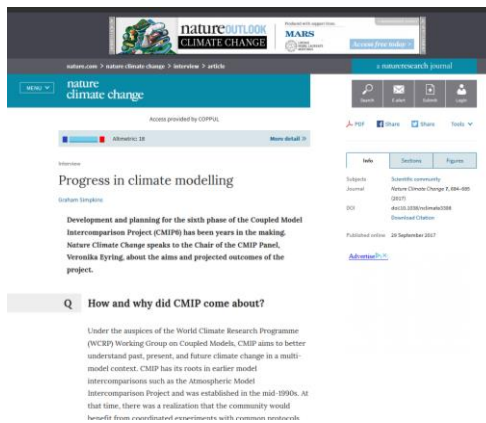 nature OUTLOOK
CLIMATE CHANGE
Produced with support from:
MARS
Access free today >
nature.com > nature climate change > interview > article
a natureresearch journal
MENU
nature
climate change
Search
E-alert
Submit
Login
Access provided by COPPUL
Altmetric: 18
More detail »
PDF
Share
Share
Tools
Interview
Progress in climate modelling
Graham Simpkins
Info
Sections
Figures
Subjects
Scientific community
Journal
Nature Climate Change 7, 684–685
(2017)
DOI
Download Citation
Published online
20 September 2017
Development and planning for the sixth phase of the Coupled Model
Intercomparison Project (CMIP6) has been years in the making.
Nature Climate Change speaks to the Chair of the CMIP Panel,
Veronika Eyring, about the aims and projected outcomes of the
project.
Q How and why did CMIP come about?
Under the auspices of the World Climate Research Programme
(WCRP) Working Group on Coupled Models, CMIP aims to better
understand past, present, and future climate change in a multi-
model context. CMIP has its roots in earlier model
intercomparisons such as the Atmospheric Model
Intercomparison Project and was established in the mid-1990s. At
that time, there was a realization that the community would
benefit from coordinated experiments with common protocols